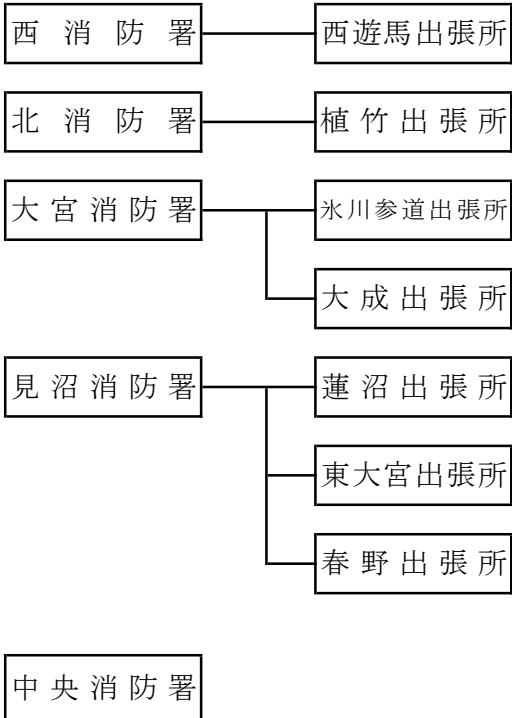 西消防署 西遊馬出張所
北消防署 植竹出張所
大宮消防署 氷川参道出張所
大成出張所
見沼消防署 蓮沼出張所
東大宮出張所
春野出張所
中央消防署